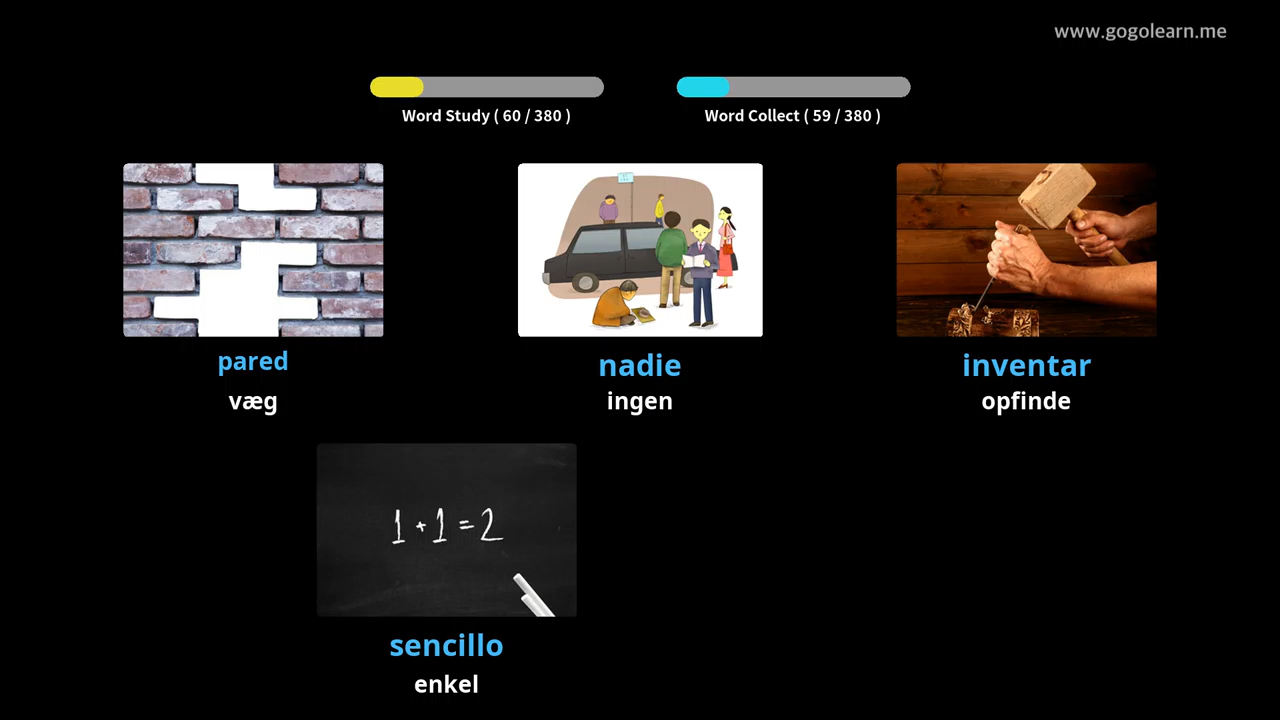 www.gogolearn.me
Word Study ( 60 / 380 )
Word Collect ( 59 / 380 )
pared
væg
nadie
ingen
inventar
opfinde
1 + 1 = 2
sencillo
enkel